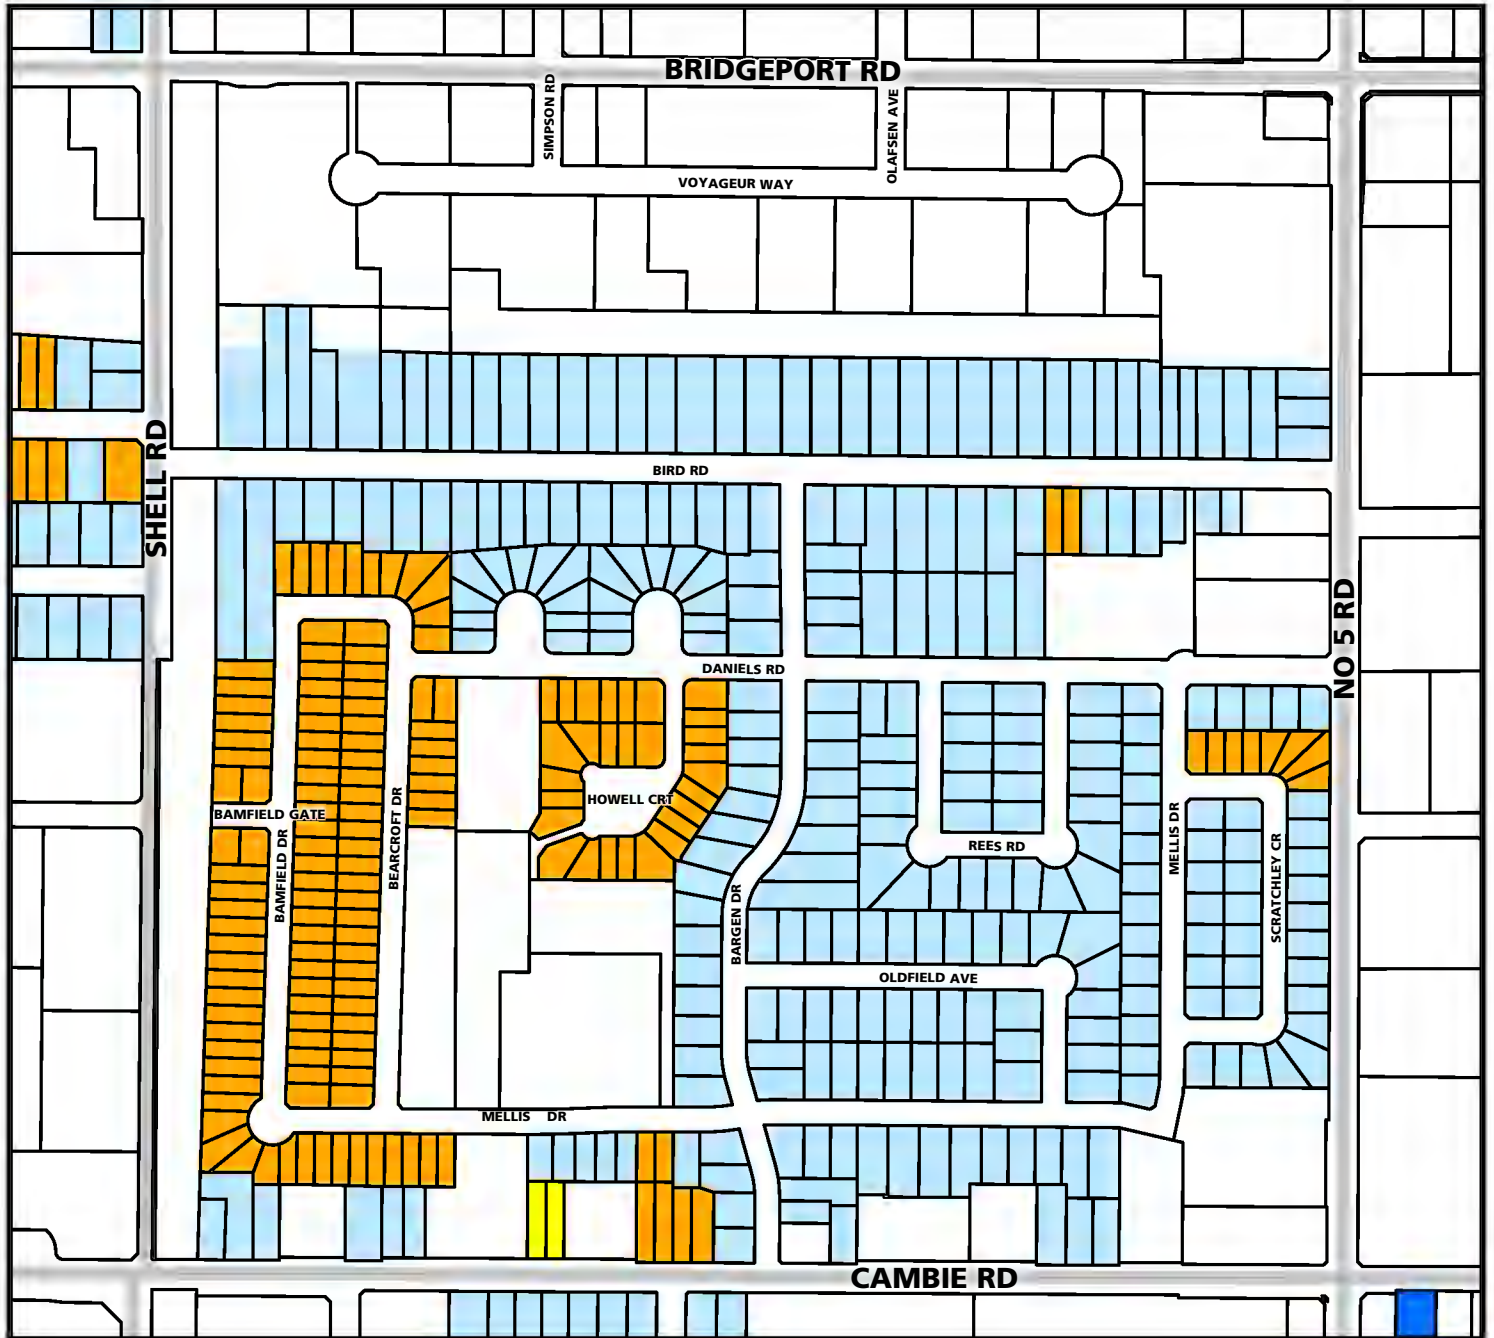 BRIDGEPORT RD
SIMPSON RD
OLAFSEN AVE
VOYAGEUR WAY
SHELL RD
BIRD RD
NO 5 RD
DANIELS RD
HOWELL CRT
BAMFIELD GATE
BAMFIELD DR
BEARCROFT DR
REES RD
MELLIS DR
SCRATCHLEY CR
BARGEN DR
OLDFIELD AVE
MELLIS DR
CAMBIE RD